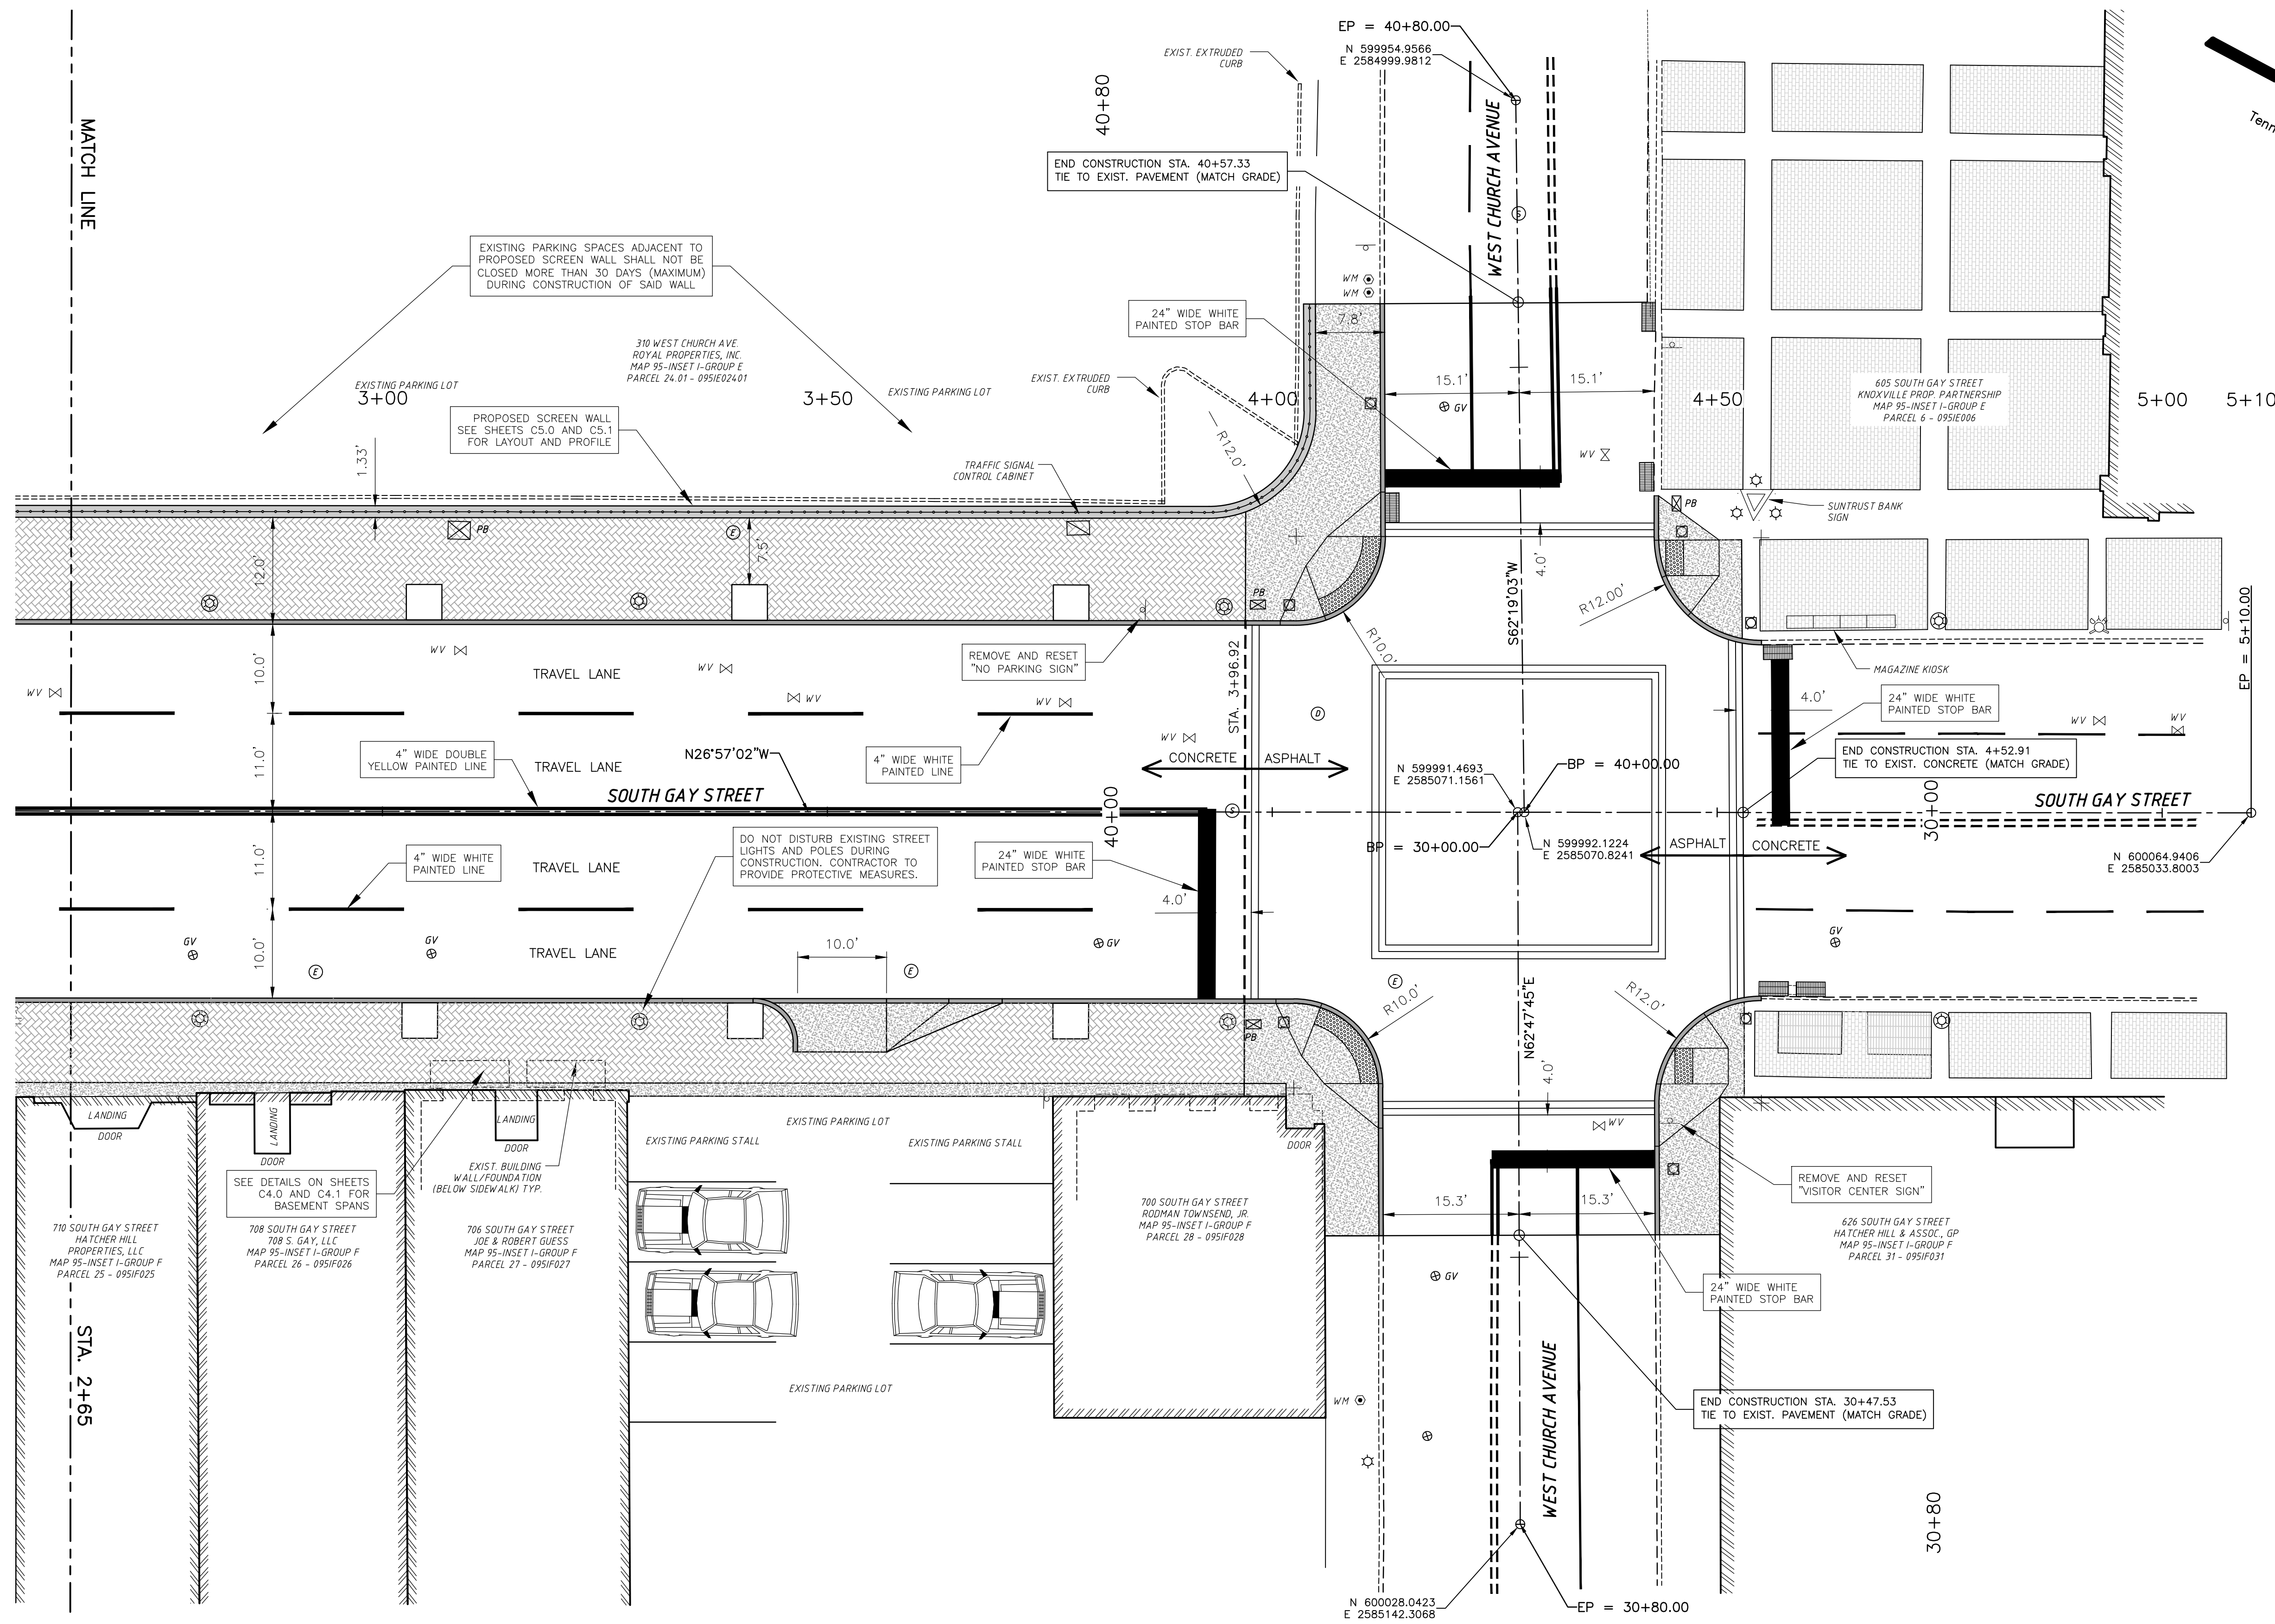 EP = 40+80.00
N 599954.9566
E 2584999.9812
EXIST. EXTRUDED
CURB
40+80
WEST CHURCH AVENUE
MATCH LINE
END CONSTRUCTION STA. 40+57.33
TIE TO EXIST. PAVEMENT (MATCH GRADE)
S
EXISTING PARKING SPACES ADJACENT TO
PROPOSED SCREEN WALL SHALL NOT BE
CLOSED MORE THAN 30 DAYS (MAXIMUM)
DURING CONSTRUCTION OF SAID WALL
WM
WM
24" WIDE WHITE
PAINTED STOP BAR
7.8'
310 WEST CHURCH AVE.
ROYAL PROPERTIES, INC.
MAP 95-INSET I-GROUP E
PARCEL 24.01 - 095IE02401
EXISTING PARKING LOT
3+00
3+50
EXISTING PARKING LOT
EXIST. EXTRUDED
CURB
4+00
15.1'
15.1'
GV
4+50
605 SOUTH GAY STREET
KNOXVILLE PROP. PARTNERSHIP
MAP 95-INSET I-GROUP E
PARCEL 6 - 095IE006
5+00
5+10
PROPOSED SCREEN WALL
SEE SHEETS C5.0 AND C5.1
FOR LAYOUT AND PROFILE
1.33'
R12.0'
TRAFFIC SIGNAL
CONTROL CABINET
WV
PB
SUNTRUST BANK
SIGN
PB
E
7.5'
12.0'
4.0'
S62°19'03"W
R12.00'
PB
R10.0'
EP = 5+10.00
REMOVE AND RESET
"NO PARKING SIGN"
MAGAZINE KIOSK
10.0'
WV
TRAVEL LANE
WV
WV
WV
WV
STA. 3+96.92
D
4.0'
24" WIDE WHITE
PAINTED STOP BAR
WV
WV
WV
CONCRETE
ASPHALT
4" WIDE DOUBLE
YELLOW PAINTED LINE
11.0'
TRAVEL LANE
N26°57'02"W
4" WIDE WHITE
PAINTED LINE
N 599991.4693
E 2585071.1561
BP = 40+00.00
END CONSTRUCTION STA. 4+52.91
TIE TO EXIST. CONCRETE (MATCH GRADE)
SOUTH GAY STREET
40+00
S
30+00
SOUTH GAY STREET
DO NOT DISTURB EXISTING STREET
LIGHTS AND POLES DURING
CONSTRUCTION. CONTRACTOR TO
PROVIDE PROTECTIVE MEASURES.
BP = 30+00.00
N 599992.1224
E 2585070.8241
ASPHALT
CONCRETE
N 600064.9406
E 2585033.8003
11.0'
4" WIDE WHITE
PAINTED LINE
TRAVEL LANE
24" WIDE WHITE
PAINTED STOP BAR
4.0'
10.0'
GV
GV
TRAVEL LANE
10.0'
GV
GV
E
E
E
R10.0'
R12.0'
N62°47'45"E
PB
4.0'
LANDING
DOOR
LANDING
DOOR
LANDING
DOOR
EXISTING PARKING LOT
EXISTING PARKING STALL
EXISTING PARKING STALL
DOOR
WV
SEE DETAILS ON SHEETS
C4.0 AND C4.1 FOR
BASEMENT SPANS
EXIST. BUILDING
WALL/FOUNDATION
(BELOW SIDEWALK) TYP.
REMOVE AND RESET
"VISITOR CENTER SIGN"
710 SOUTH GAY STREET
HATCHER HILL
PROPERTIES, LLC
MAP 95-INSET I-GROUP F
PARCEL 25 - 095IF025
708 SOUTH GAY STREET
708 S. GAY, LLC
MAP 95-INSET I-GROUP F
PARCEL 26 - 095IF026
706 SOUTH GAY STREET
JOE & ROBERT GUESS
MAP 95-INSET I-GROUP F
PARCEL 27 - 095IF027
700 SOUTH GAY STREET
RODMAN TOWNSEND, JR.
MAP 95-INSET I-GROUP F
PARCEL 28 - 095IF028
15.3'
15.3'
626 SOUTH GAY STREET
HATCHER HILL & ASSOC., GP
MAP 95-INSET I-GROUP F
PARCEL 31 - 095IF031
GV
24" WIDE WHITE
PAINTED STOP BAR
STA. 2+65
EXISTING PARKING LOT
WM
WEST CHURCH AVENUE
END CONSTRUCTION STA. 30+47.53
TIE TO EXIST. PAVEMENT (MATCH GRADE)
30+80
N 600028.0423
E 2585142.3068
EP = 30+80.00